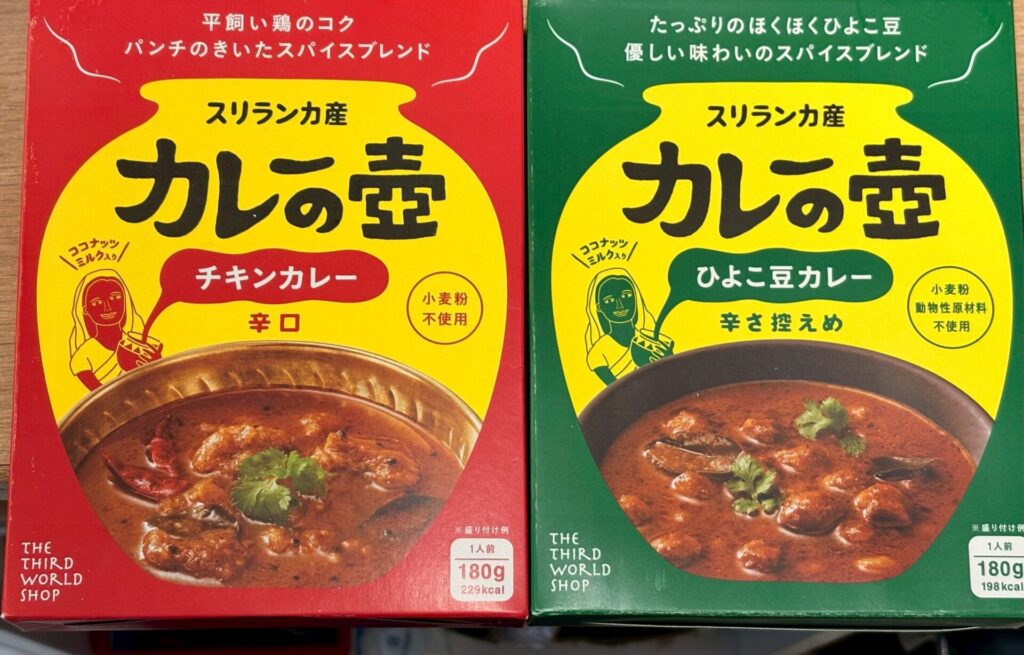 平飼い鶏のコク
パンチのきいたスパイスブレンド
スリランカ産
カレーの壺
ココナッツ
ミルク入り
チキンカレー
辛口
小麦粉
不使用
※盛り付け例
1人前
180g
229kcal
THE
THIRD
WORLD
SHOP
たっぷりのほくほくひよこ豆
優しい味わいのスパイスブレンド
スリランカ産
カレーの壺
ココナッツ
ミルク入り
ひよこ豆カレー
辛さ控えめ
小麦粉
動物性原材料
不使用
※盛り付け例
1人前
180g
198kcal
THE
THIRD
WORLD
SHOP